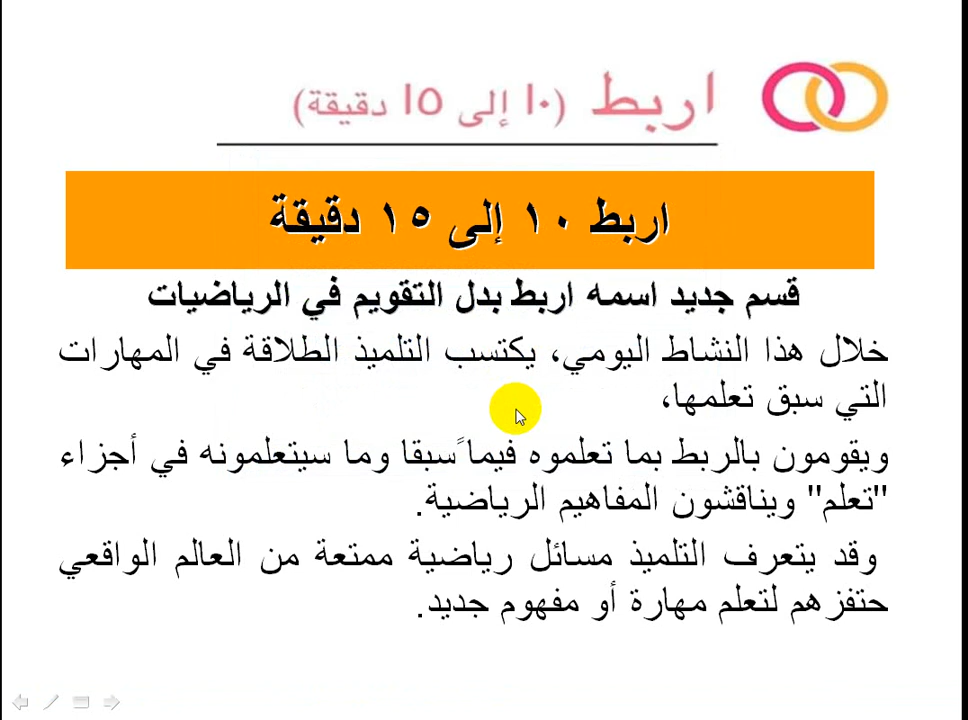 اربط (١٠ إلى ١٥ دقيقة)
اربط ١٠ إلى ١٥ دقيقة
قسم جديد اسمه اربط بدل التقويم في الرياضيات
خلال هذا النشاط اليومي، يكتسب التلميذ الطلاقة في المهارات
التي سبق تعلمها،
ويقومون بالربط بما تعلموه فيما ًسبقا وما سيتعلمونه في أجزاء
"تعلم" ويناقشون المفاهيم الرياضية.
وقد يتعرف التلميذ مسائل رياضية ممتعة من العالم الواقعي
حتفزهم لتعلم مهارة أو مفهوم جديد.